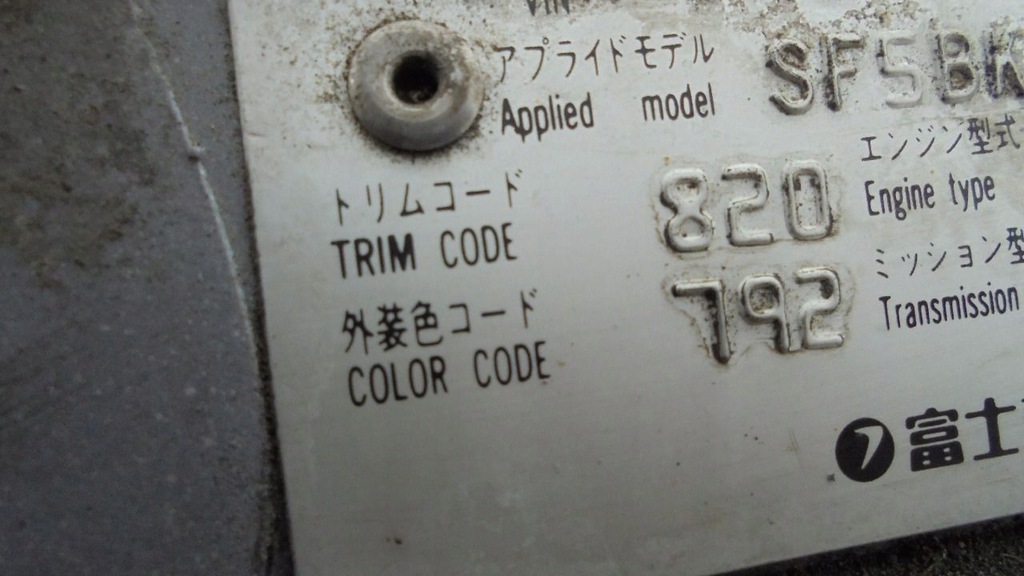 VIN
アプライドモデル
Applied model SF5BK
トリムコード
TRIM CODE 820
外装色コード
COLOR CODE 792
エンジン型式
Engine type
ミッション型
Transmission
富士